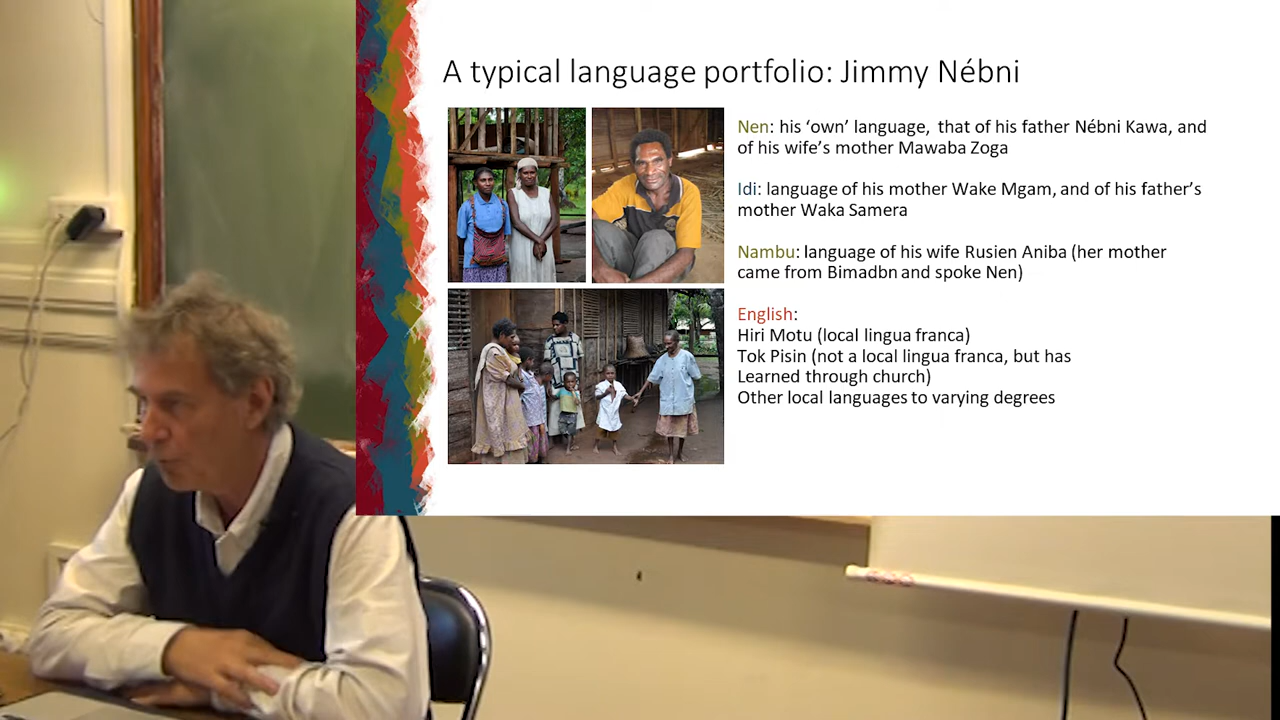 A typical language portfolio: Jimmy Nébni
Nen: his ‘own’ language, that of his father Nébni Kawa, and
of his wife’s mother Mawaba Zoga
Idi: language of his mother Wake Mgam, and of his father’s
mother Waka Samera
Nambu: language of his wife Rusien Aniba (her mother
came from Bimadbn and spoke Nen)
English:
Hiri Motu (local lingua franca)
Tok Pisin (not a local lingua franca, but has
Learned through church)
Other local languages to varying degrees